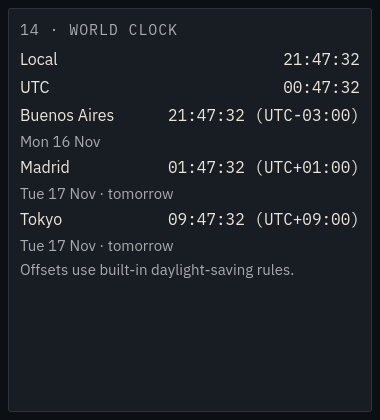 14 · WORLD CLOCK
Local 21:47:32
UTC 00:47:32
Buenos Aires 21:47:32 (UTC-03:00)
Mon 16 Nov
Madrid 01:47:32 (UTC+01:00)
Tue 17 Nov · tomorrow
Tokyo 09:47:32 (UTC+09:00)
Tue 17 Nov · tomorrow
Offsets use built-in daylight-saving rules.